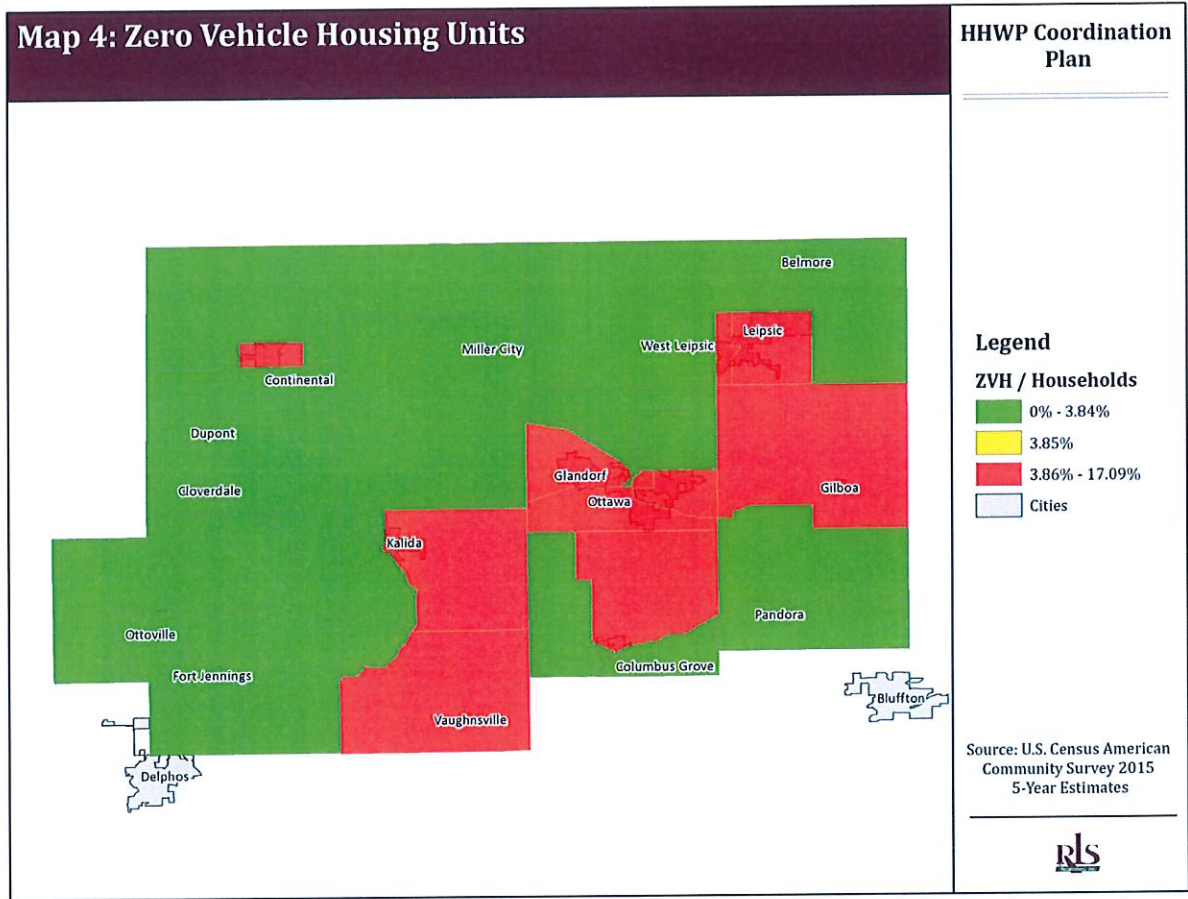 Map 4: Zero Vehicle Housing Units
HHWP Coordination
Plan
Belmore
Leipsic
West Leipsic
Miller City
Continental
Dupont
Cloverdale
Glandorf
Ottawa
Gilboa
Kalida
Pandora
Ottoville
Fort Jennings
Columbus Grove
Vaughnsville
Bluffton
Delphos
Legend
ZVH / Households
0% - 3.84%
3.85%
3.86% - 17.09%
Cities
Source: U.S. Census American
Community Survey 2015
5-Year Estimates
RLS